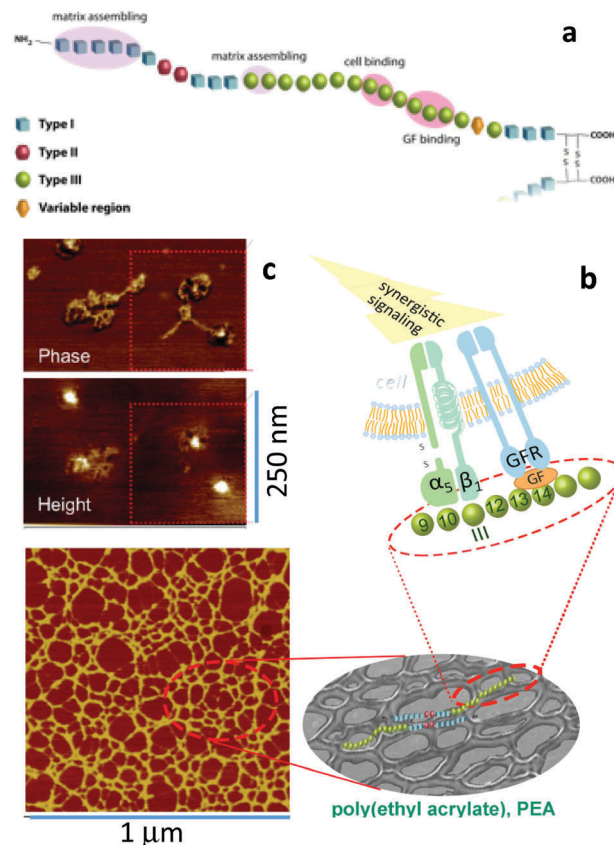 matrix assembling
a
NH2
matrix assembling
cell binding
Type I
Type II
Type III
Variable region
GF binding
COOH
S
S
COOH
c
b
Phase
Height
250 nm
synergistic
signaling
cell
S
S
α5
β1
GFR
GF
9
10
12
13
14
III
1 μm
poly(ethyl acrylate), PEA